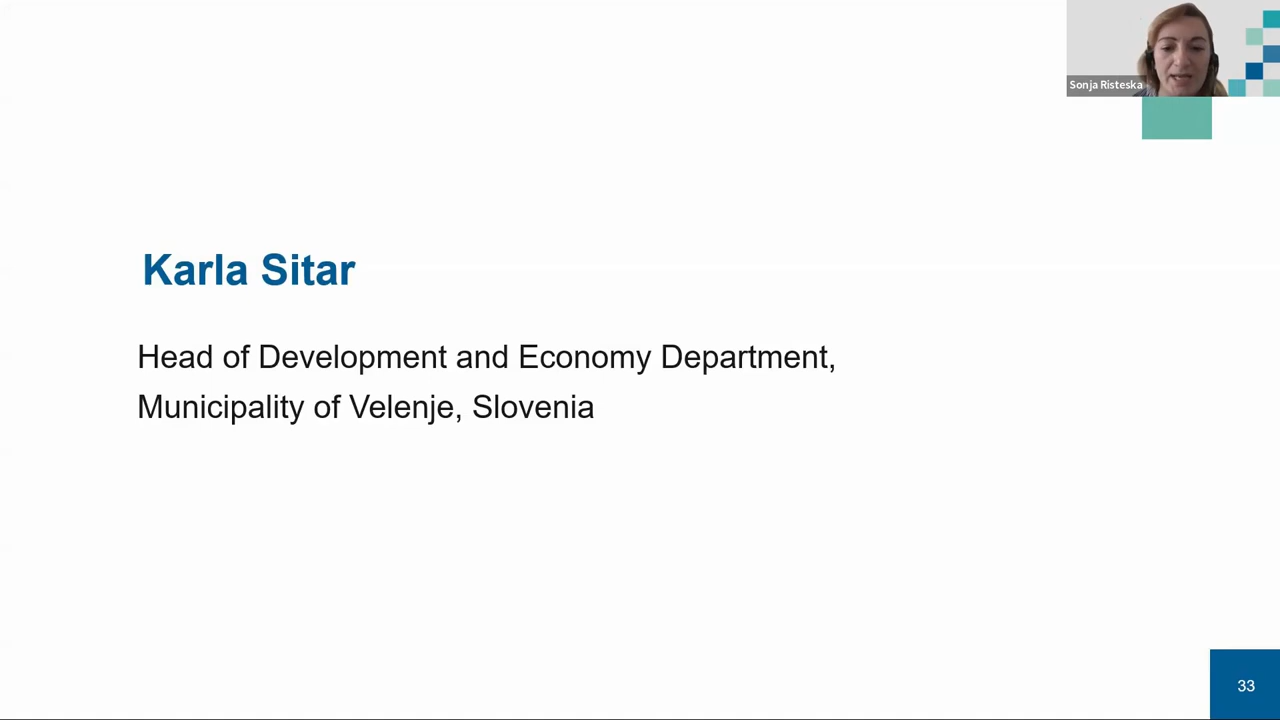 Sonja Risteska
Karla Sitar
Head of Development and Economy Department,
Municipality of Velenje, Slovenia
33